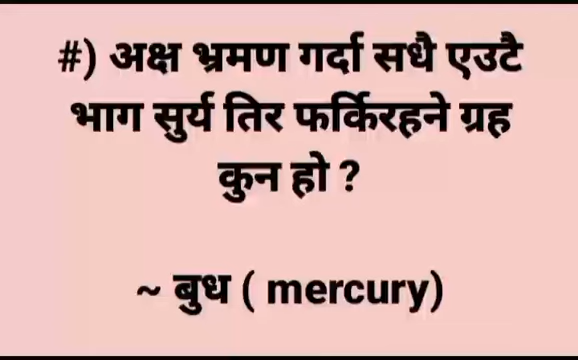 #) अक्ष भ्रमण गर्दा सधै एउटै
भाग सुर्य तिर फर्किरहने ग्रह
कुन हो ?
~ बुध ( mercury)